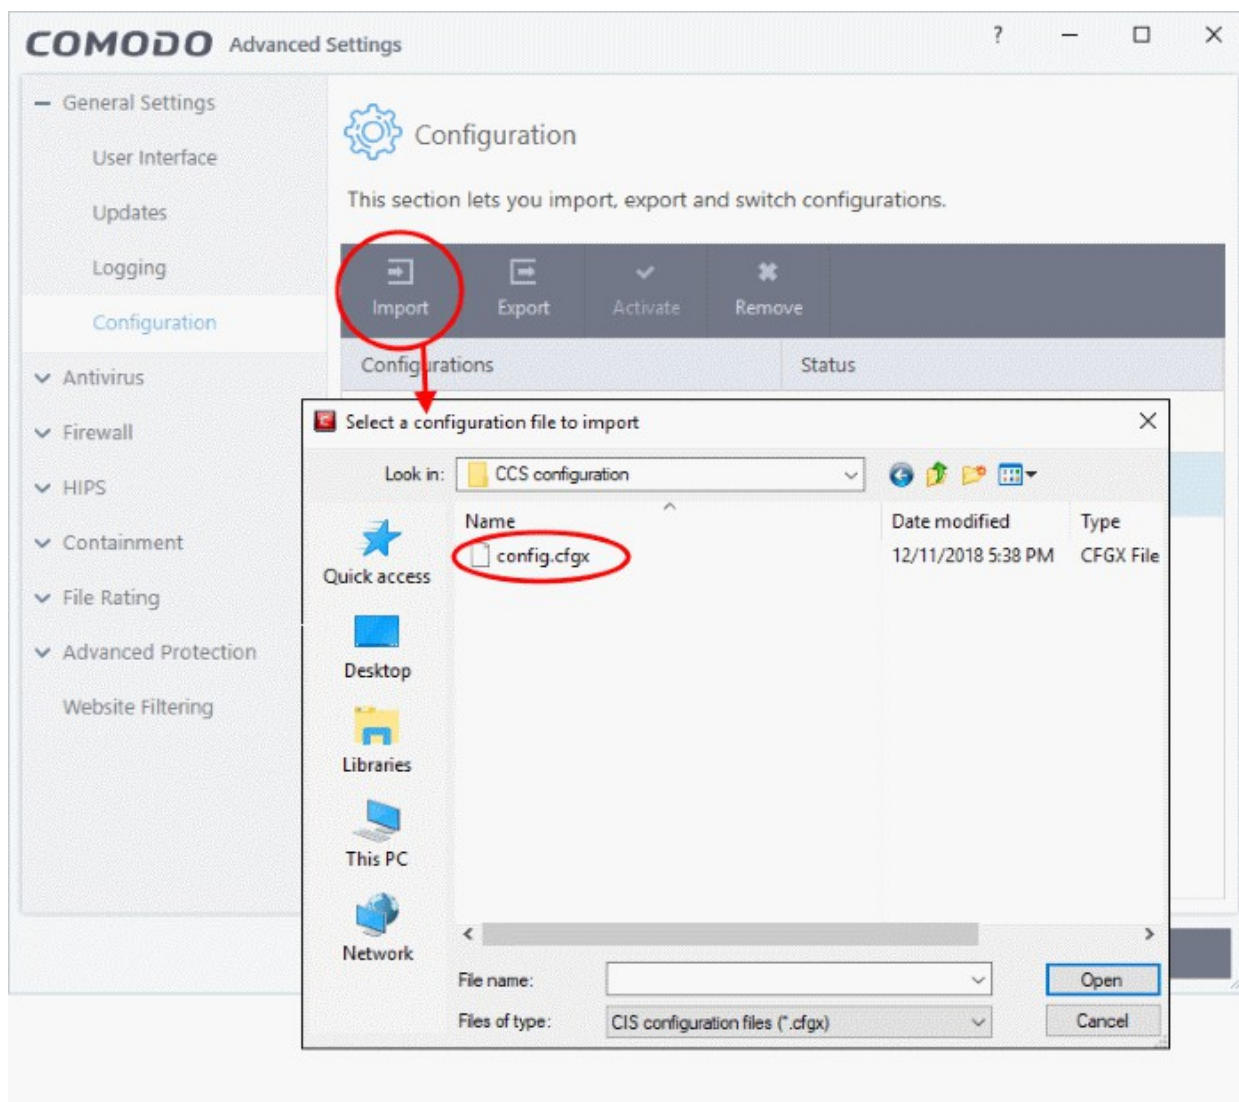 COMODO Advanced Settings ?
General Settings
User Interface
Updates
Logging
Configuration
Antivirus
Firewall
HIPS
Containment
File Rating
Advanced Protection
Website Filtering
Configuration
This section lets you import, export and switch configurations.
Import Export Activate Remove
Configurations Status
Select a configuration file to import
Look in: CCS configuration
Name Date modified Type
config.cfgx 12/11/2018 5:38 PM CFGX File
Quick access
Desktop
Libraries
This PC
Network
File name: Open
Files of type: CIS configuration files (*.cfgx) Cancel